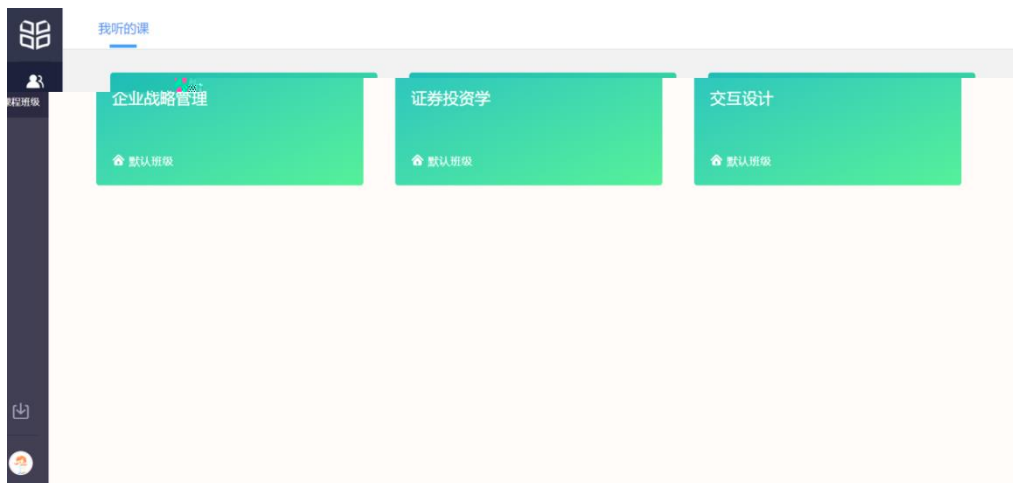 我听的课
课程班级
企业战略管理
证券投资学
交互设计
默认班级
默认班级
默认班级